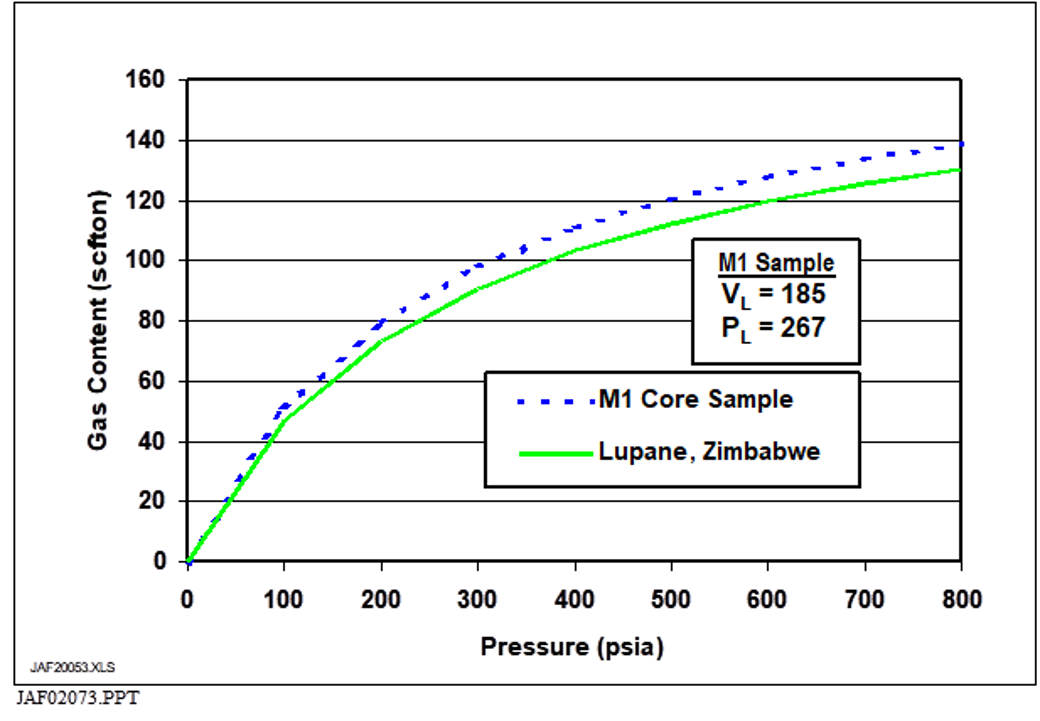 160
140
120
100
80
60
40
20
0
Gas Content (scfton)
M1 Sample
VL = 185
PL = 267
M1 Core Sample
Lupane, Zimbabwe
0 100 200 300 400 500 600 700 800
Pressure (psia)
JAF20053.XLS
JAF02073.PPT